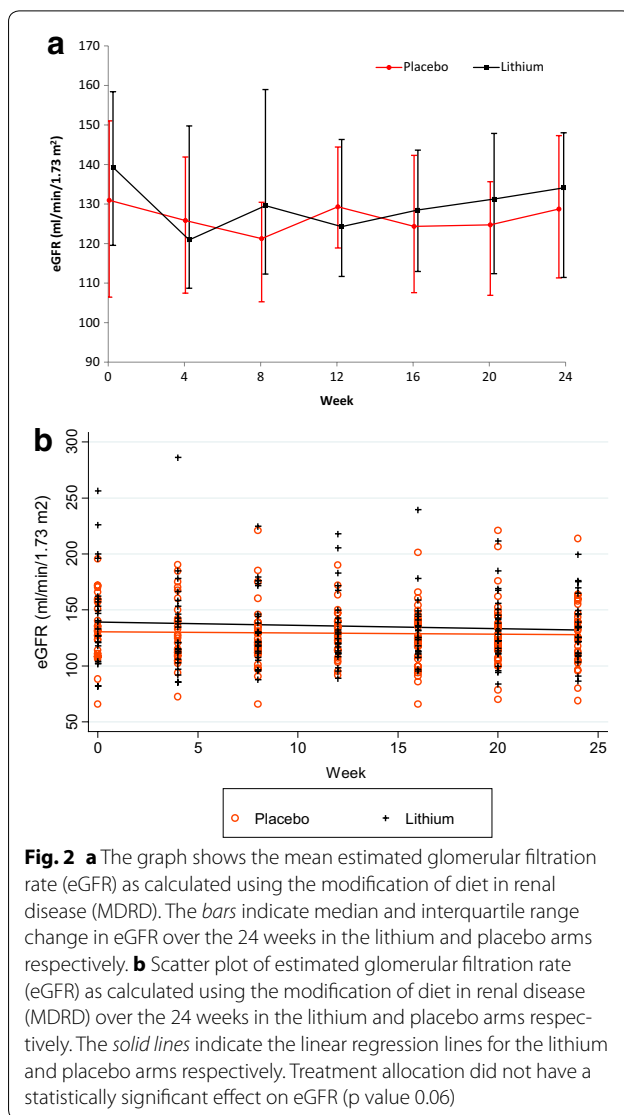 a
170
160
150
140
130
120
110
100
90
eGFR (ml/min/1.73 m²)
Placebo
Lithium
0 4 8 12 16 20 24
Week
b
300
250
200
150
100
50
eGFR (ml/min/1.73 m2)
0 5 10 15 20 25
Week
Placebo
Lithium
Fig. 2 a The graph shows the mean estimated glomerular filtration
rate (eGFR) as calculated using the modification of diet in renal
disease (MDRD). The bars indicate median and interquartile range
change in eGFR over the 24 weeks in the lithium and placebo arms
respectively. b Scatter plot of estimated glomerular filtration rate
(eGFR) as calculated using the modification of diet in renal disease
(MDRD) over the 24 weeks in the lithium and placebo arms respec-
tively. The solid lines indicate the linear regression lines for the lithium
and placebo arms respectively. Treatment allocation did not have a
statistically significant effect on eGFR (p value 0.06)